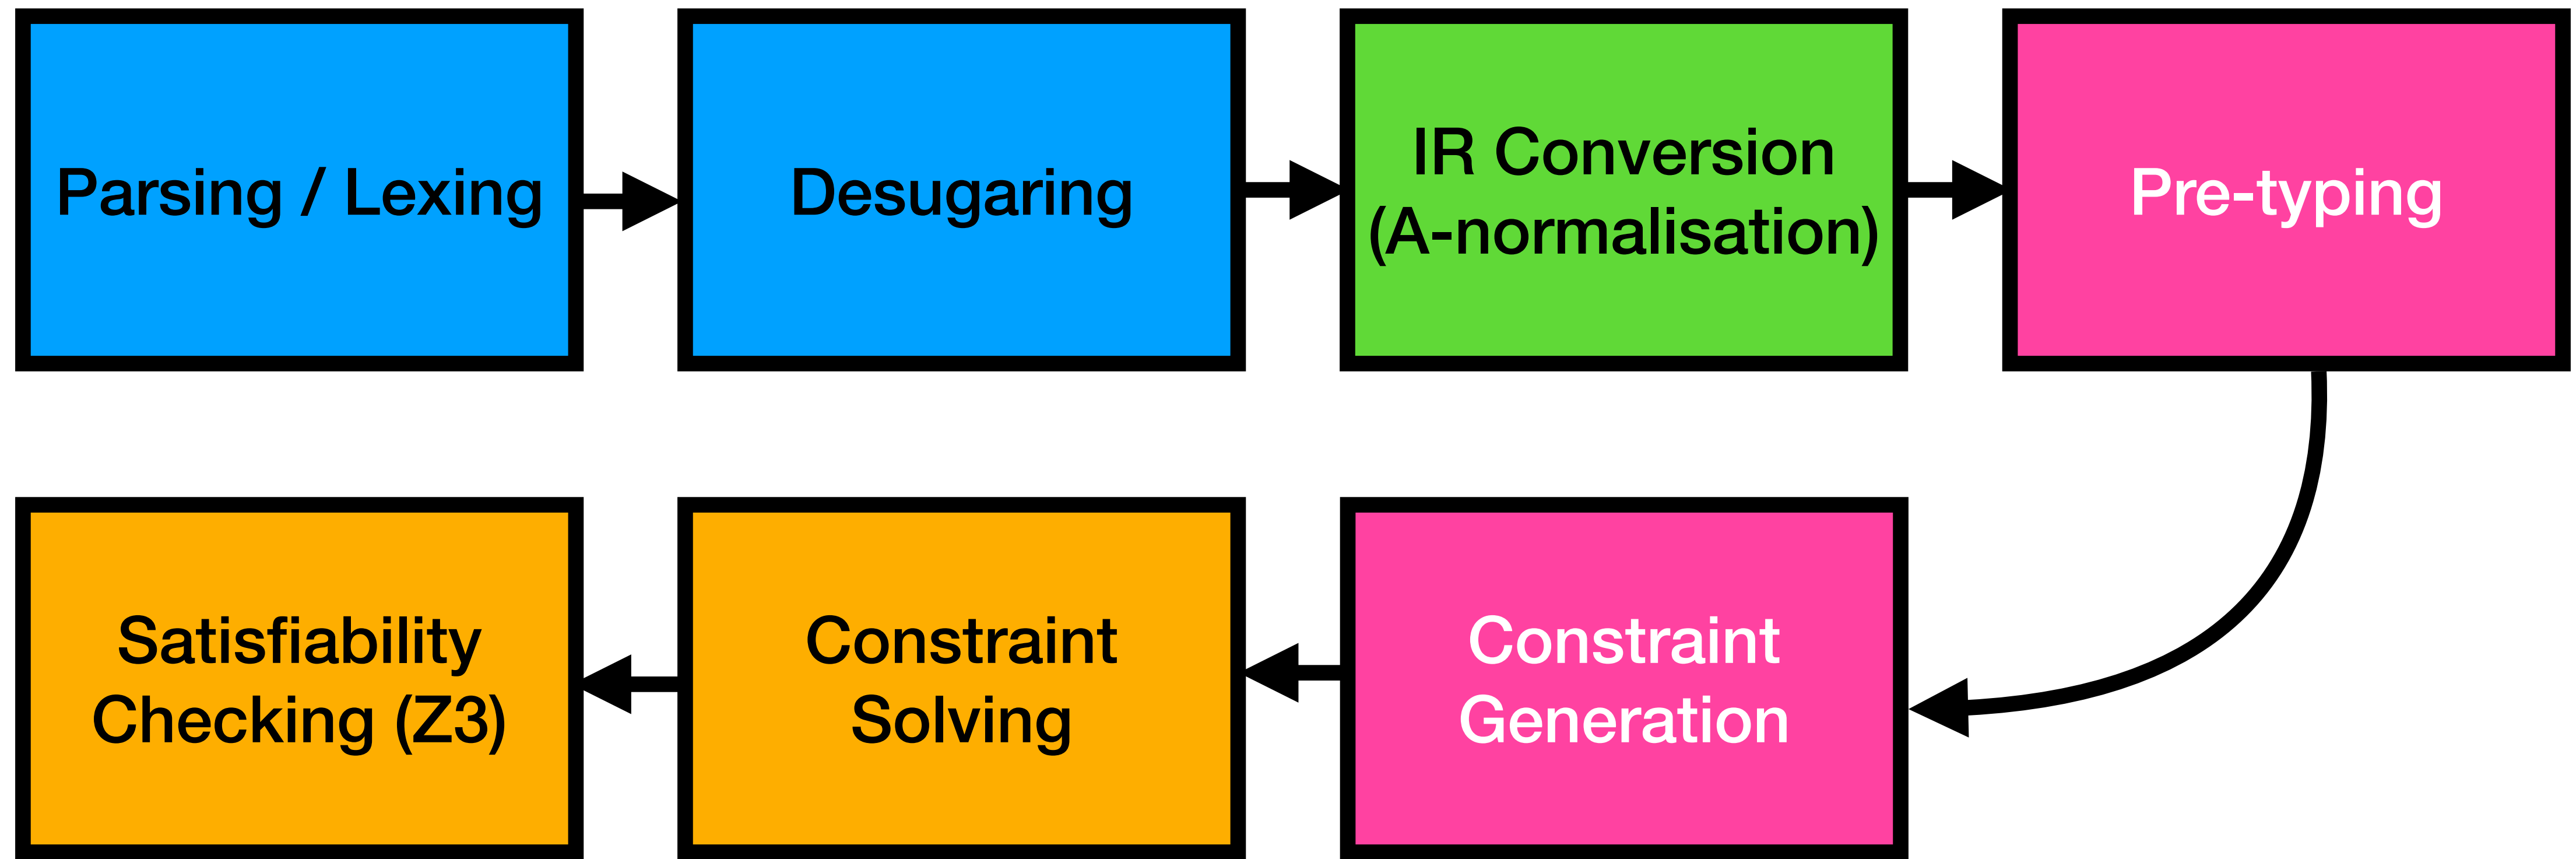 Parsing / Lexing
Desugaring
IR Conversion
(A-normalisation)
Pre-typing
Satisfiability
Checking (Z3)
Constraint
Solving
Constraint
Generation